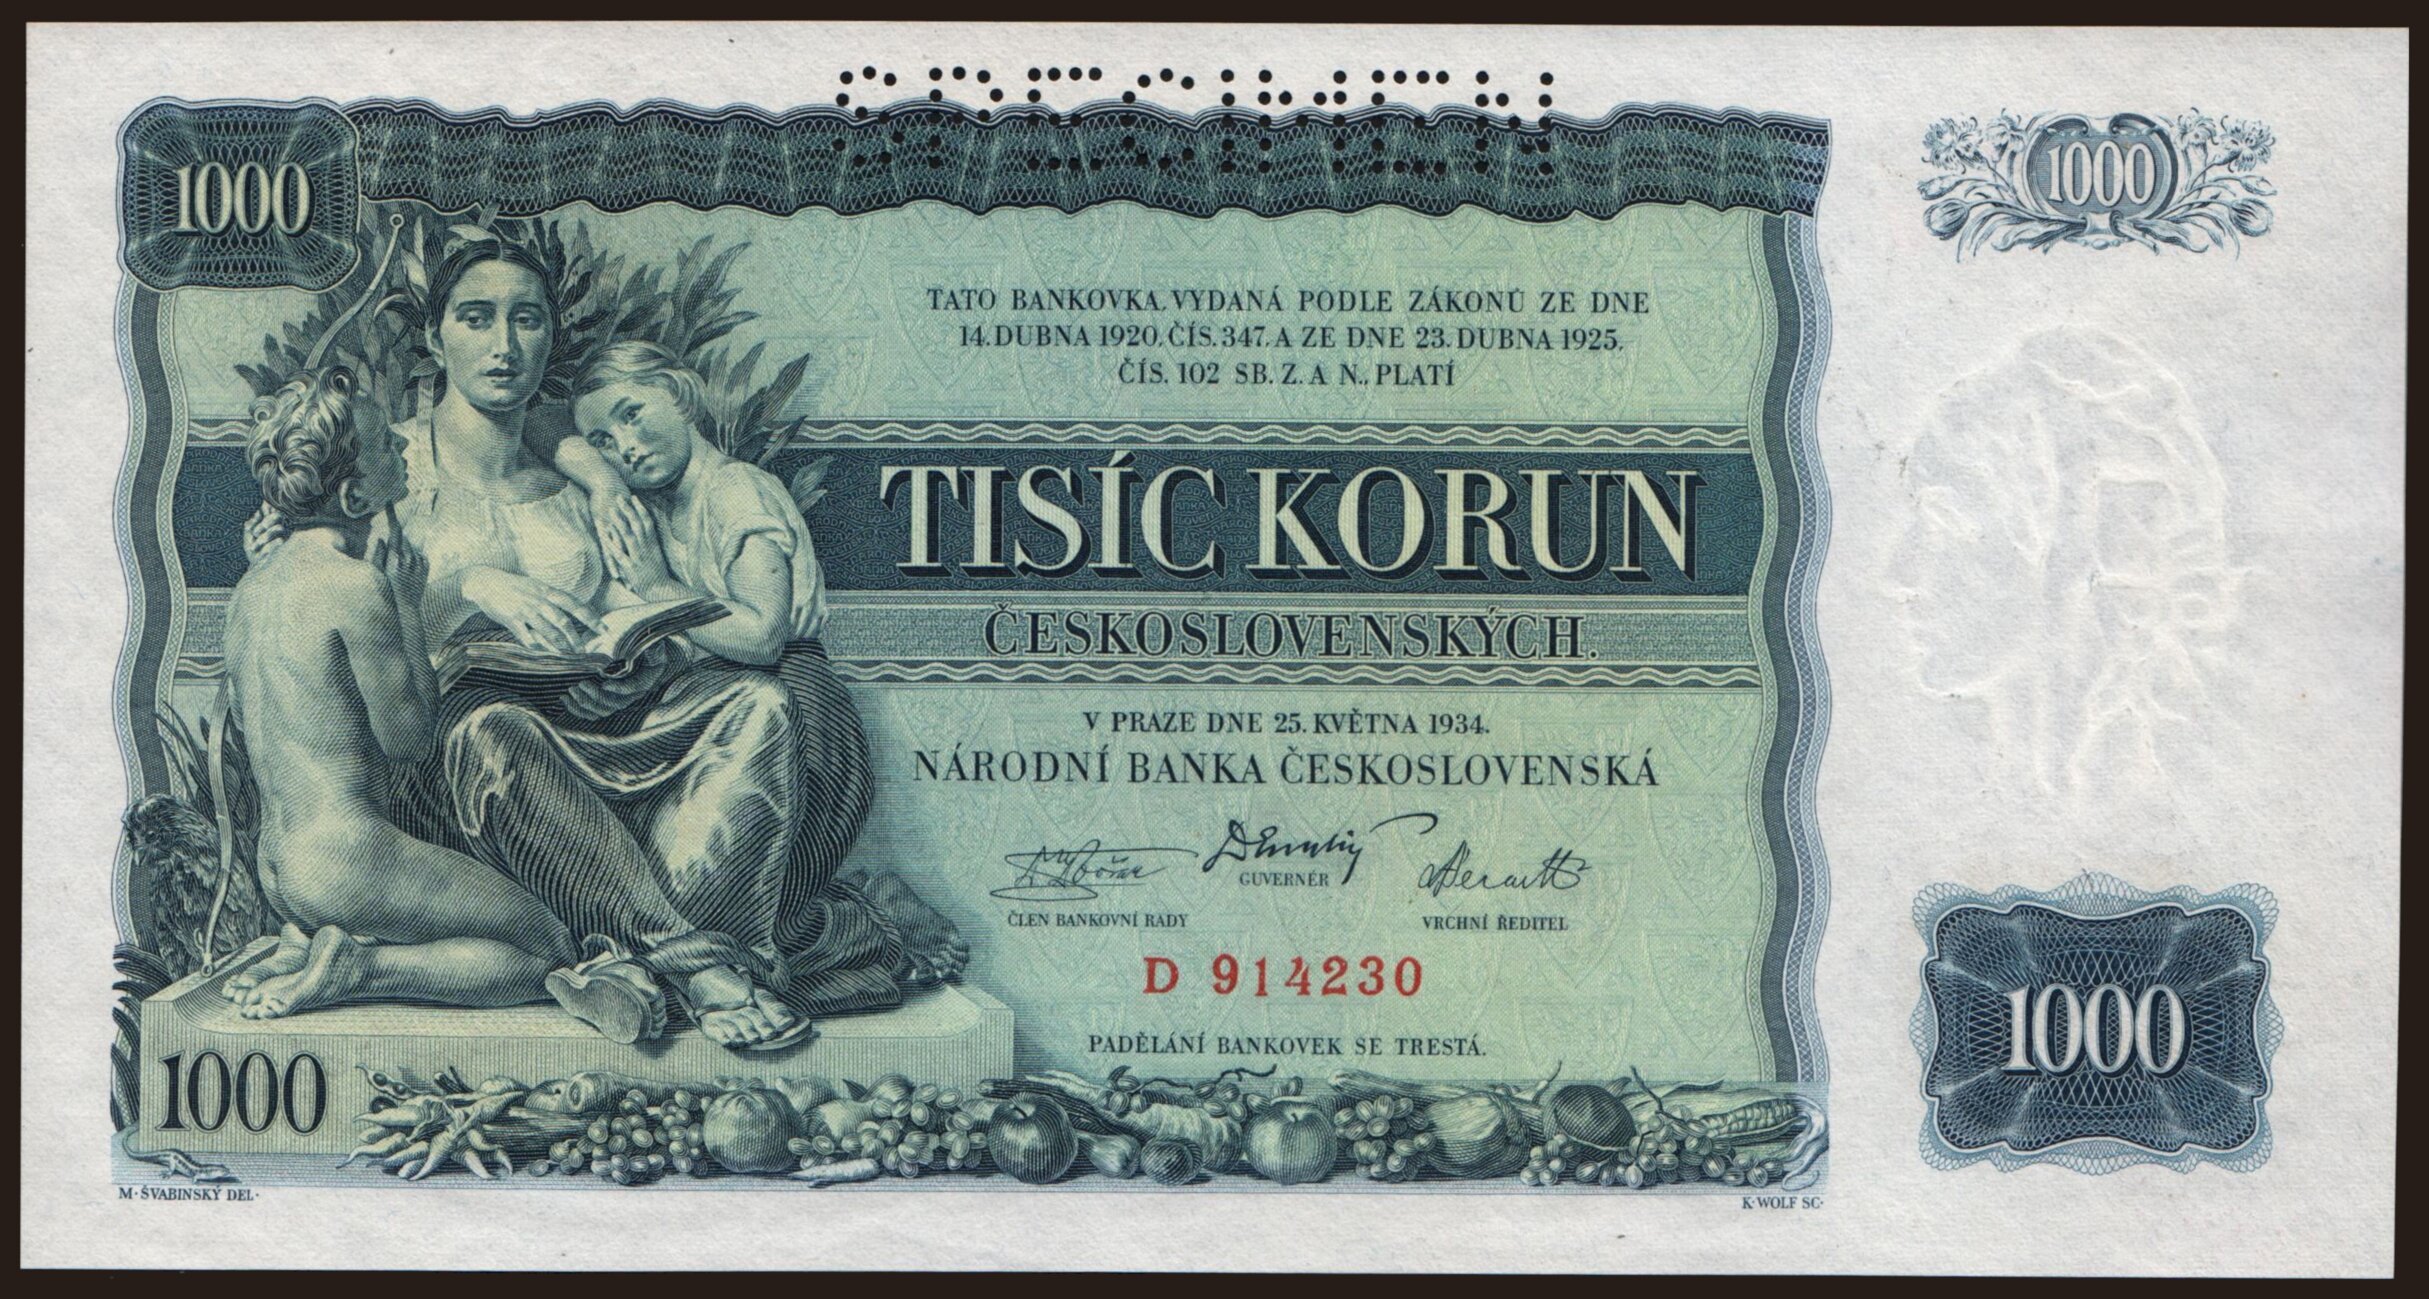 SPECIMEN
1000
1000
TATO BANKOVKA, VYDANÁ PODLE ZÁKONŮ ZE DNE
14. DUBNA 1920, ČÍS. 347, A ZE DNE 23. DUBNA 1925,
ČÍS. 102 SB. Z. A N., PLATÍ
TISÍC KORUN
ČESKOSLOVENSKÝCH.
V PRAZE DNE 25. KVĚTNA 1934.
NÁRODNÍ BANKA ČESKOSLOVENSKÁ
GUVERNÉR
ČLEN BANKOVNÍ RADY
VRCHNÍ ŘEDITEL
D 914230
PADĚLÁNÍ BANKOVEK SE TRESTÁ.
1000
1000
M·ŠVABINSKÝ DEL·
K·WOLF SC·